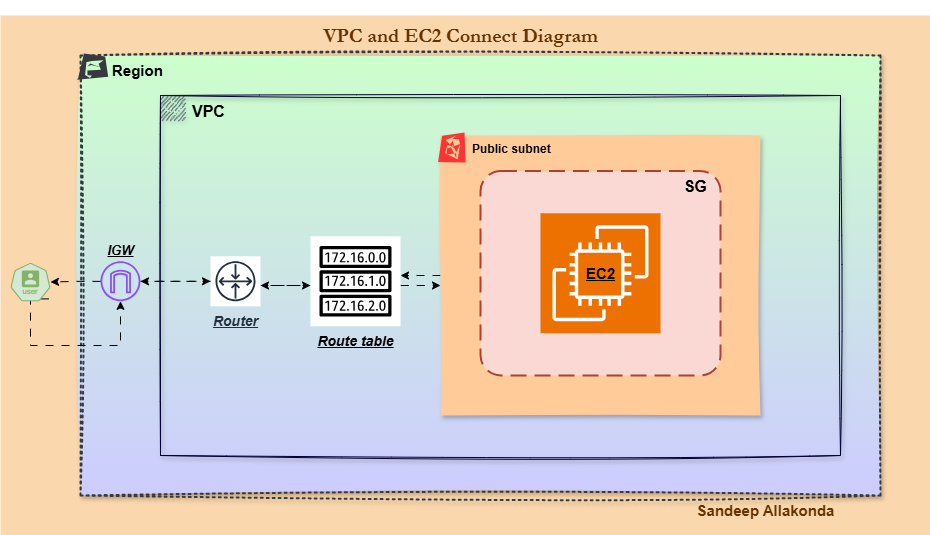 VPC and EC2 Connect Diagram
Region
VPC
Public subnet
SG
EC2
IGW
user
Router
172.16.0.0
172.16.1.0
172.16.2.0
Route table
Sandeep Allakonda